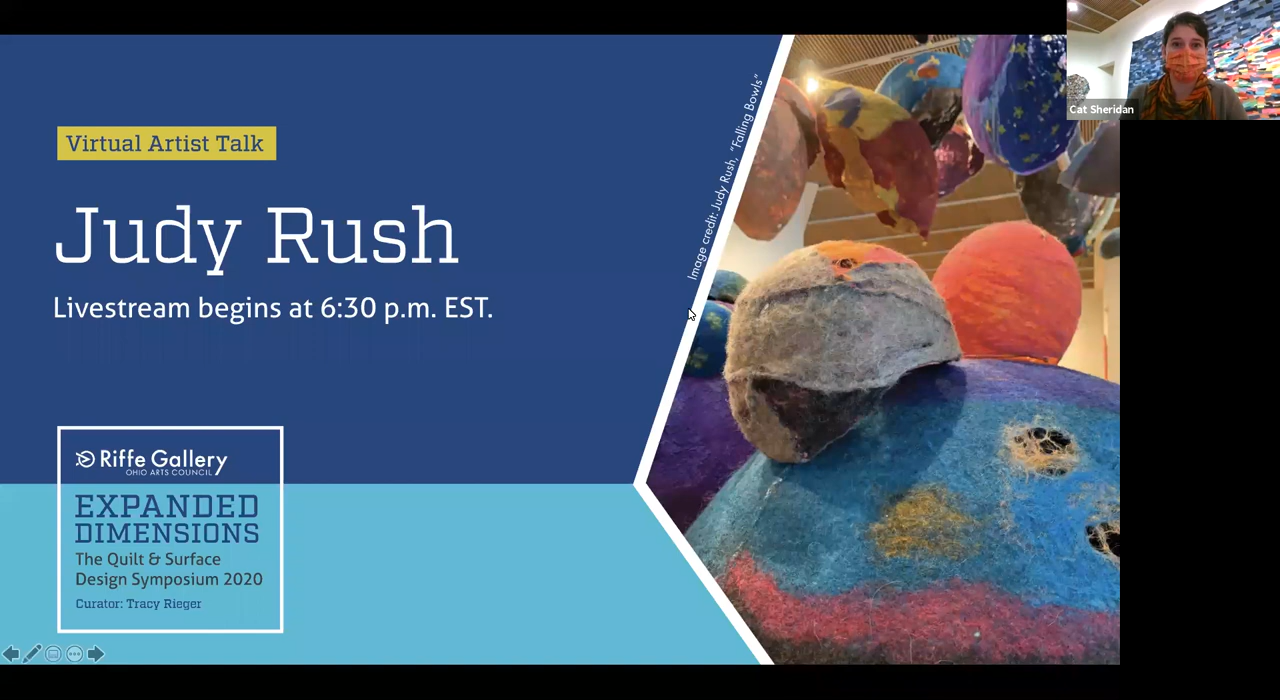 Virtual Artist Talk
Judy Rush
Livestream begins at 6:30 p.m. EST.
Image credit: Judy Rush, "Falling Bowls"
Cat Sheridan
Riffe Gallery
OHIO ARTS COUNCIL
EXPANDED
DIMENSIONS
The Quilt & Surface
Design Symposium 2020
Curator: Tracy Rieger